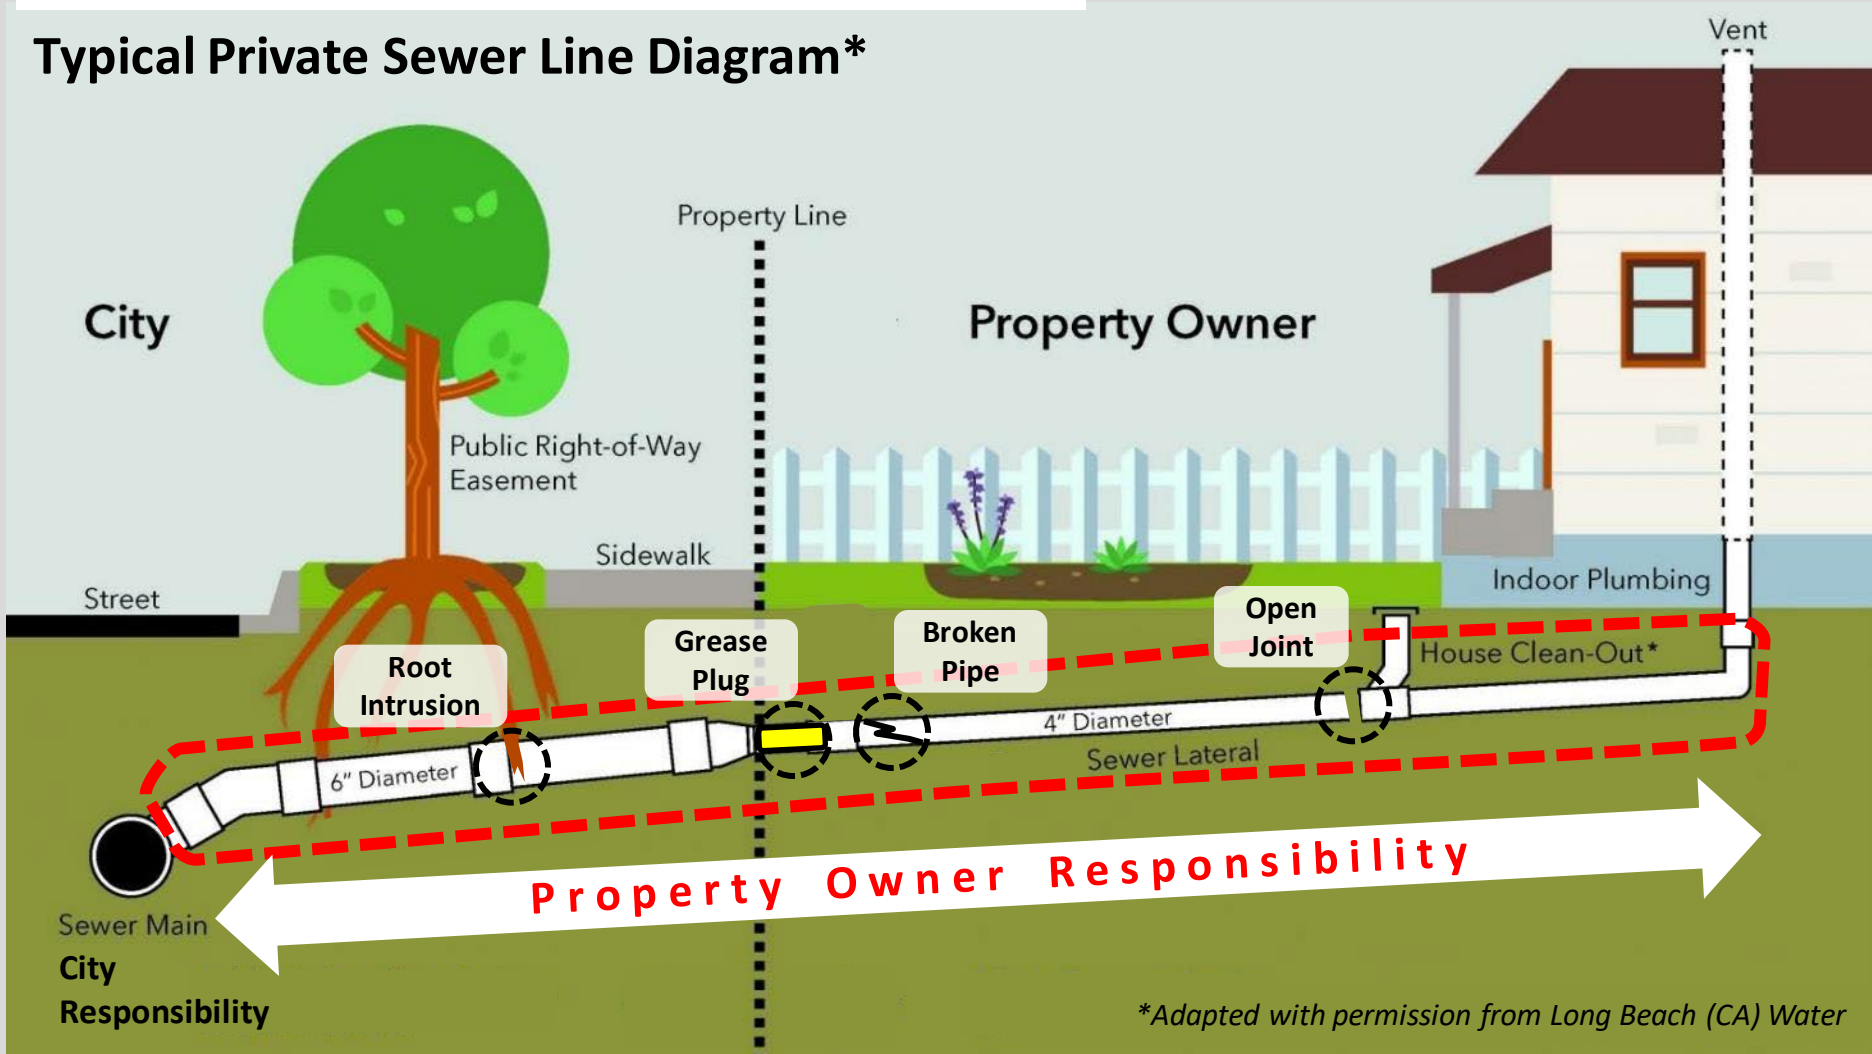 Typical Private Sewer Line Diagram*
Vent
Property Line
City
Property Owner
Public Right-of-Way
Easement
Sidewalk
Street
Indoor Plumbing
Root
Intrusion
Grease
Plug
Broken
Pipe
Open
Joint
House Clean-Out*
6" Diameter
4" Diameter
Sewer Lateral
Property Owner Responsibility
Sewer Main
City
Responsibility
*Adapted with permission from Long Beach (CA) Water